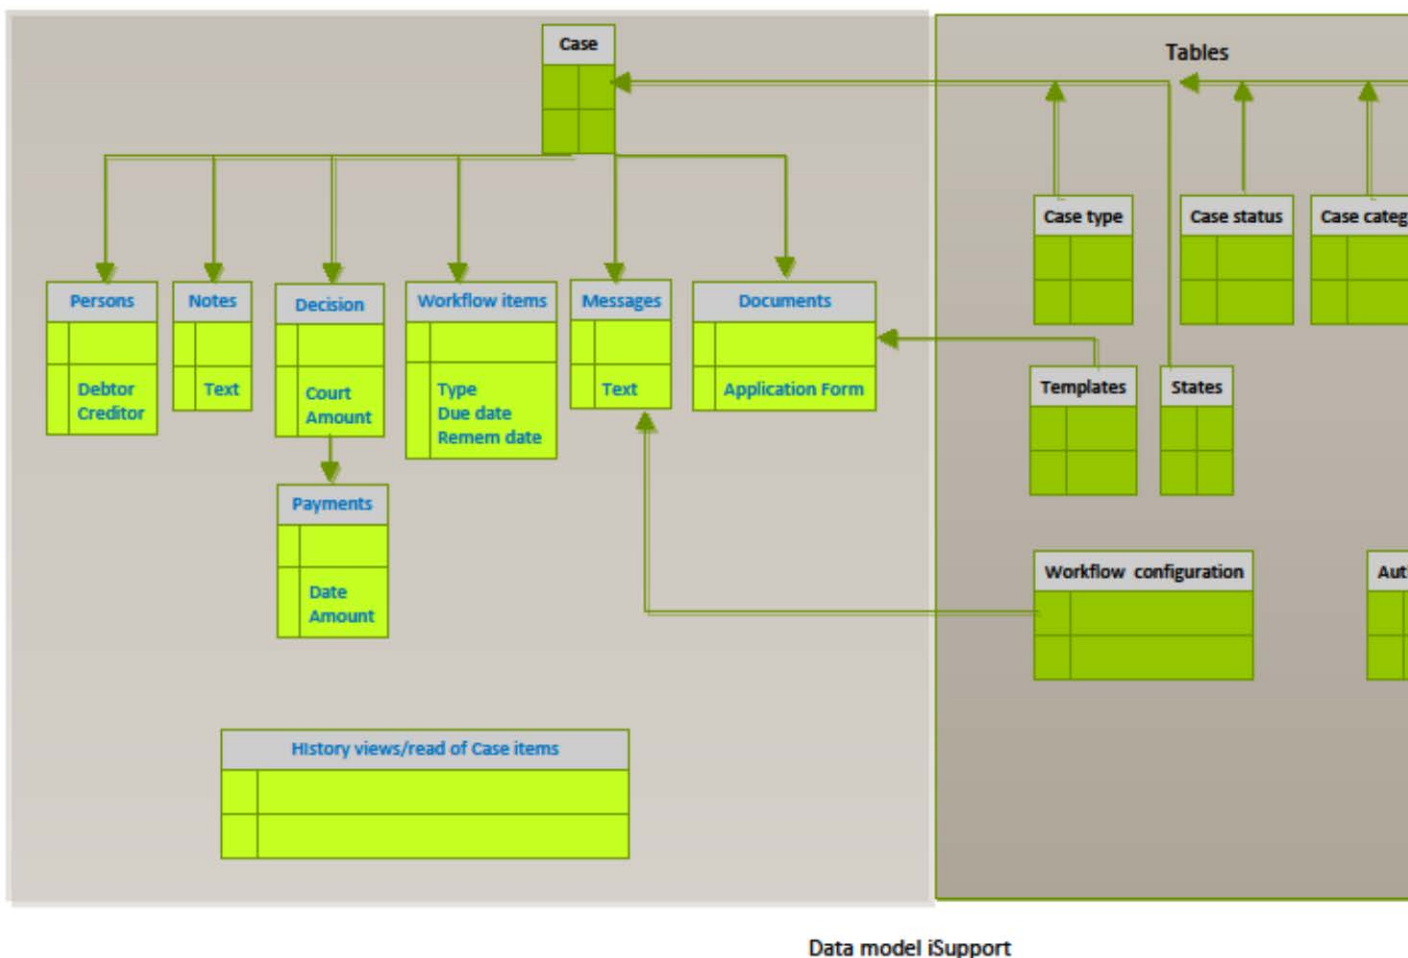 Case
Tables
Case type
Case status
Case
Persons
Notes
Decision
Workflow items
Messages
Documents
Debtor
Creditor
Text
Court
Amount
Type
Due date
Remem date
Text
Application Form
Templates
States
Payments
Date
Amount
Workflow configuration
HIstory views/read of Case items
Data model iSupport